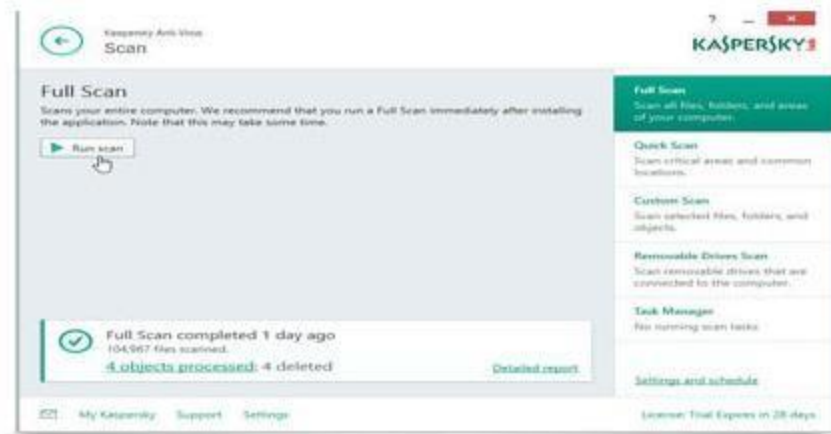 Kaspersky Anti-Virus
Scan
? _ ×
KASPERSKY
Full Scan
Scans your entire computer. We recommend that you run a Full Scan immediately after installing
the application. Note that this may take some time.
Run scan
Full Scan completed 1 day ago
104,967 files scanned.
4 objects processed: 4 deleted
Detailed report
Full Scan
Scan all files, folders, and areas
of your computer.
Quick Scan
Scan critical areas and common
locations.
Custom Scan
Scan selected files, folders, and
objects.
Removable Drives Scan
Scan removable drives that are
connected to the computer.
Task Manager
No running scan tasks
Settings and schedule
My Kaspersky Support Settings
License: Trial Expires in 28 days